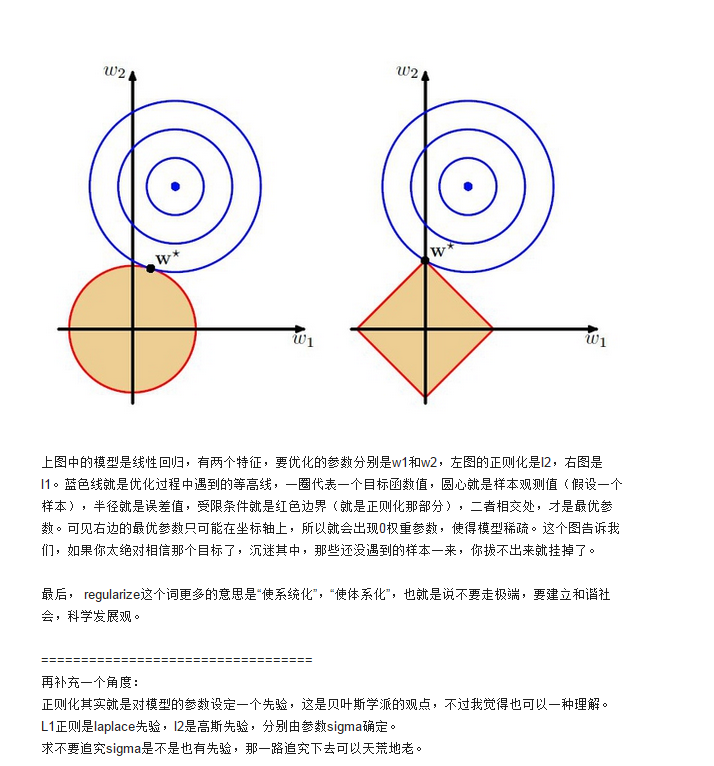 w2 w2
w* w*
w1 w1
上图中的模型是线性回归，有两个特征，要优化的参数分别是w1和w2，左图的正则化是l2，右图是
l1。蓝色线就是优化过程中遇到的等高线，一圈代表一个目标函数值，圆心就是样本观测值（假设一个
样本），半径就是误差值，受限条件就是红色边界（就是正则化那部分），二者相交处，才是最优参
数。可见右边的最优参数只可能在坐标轴上，所以就会出现0权重参数，使得模型稀疏。这个图告诉我
们，如果你太绝对相信那个目标了，沉迷其中，那些还没遇到的样本一来，你拔不出来就挂掉了。
最后， regularize这个词更多的意思是“使系统化”，“使体系化”，也就是说不要走极端，要建立和谐社
会，科学发展观。
==================================
再补充一个角度：
正则化其实就是对模型的参数设定一个先验，这是贝叶斯学派的观点，不过我觉得也可以一种理解。
L1正则是laplace先验，l2是高斯先验，分别由参数sigma确定。
求不要追究sigma是不是也有先验，那一路追究下去可以天荒地老。